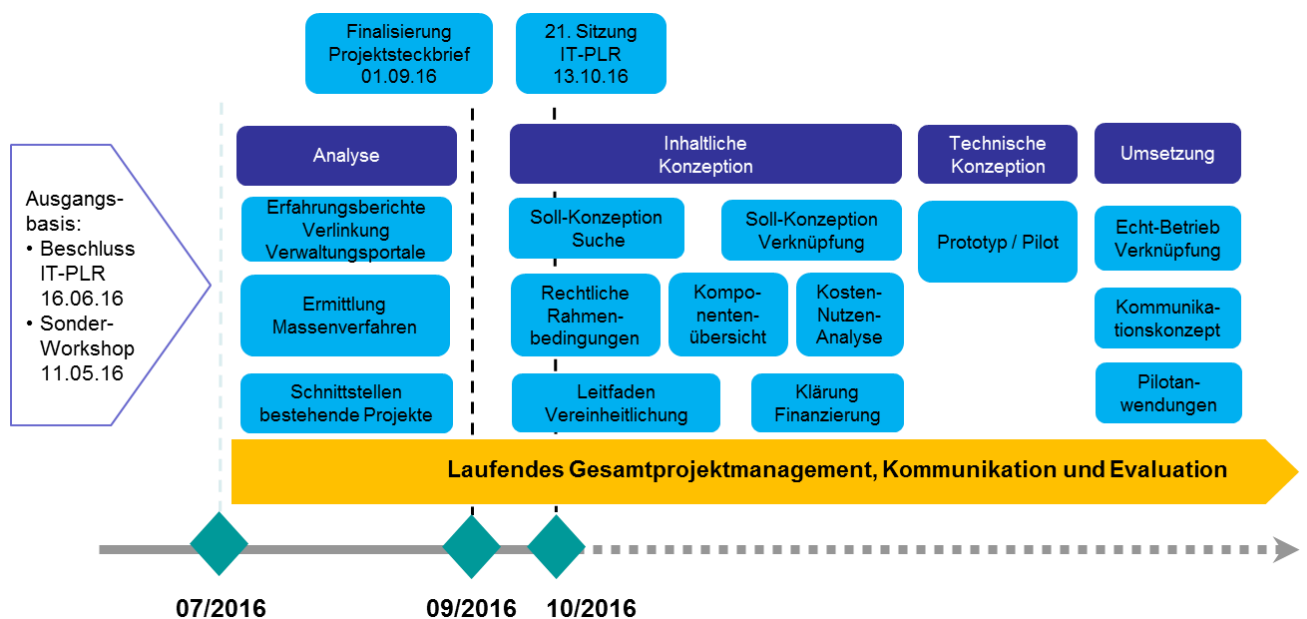 Finalisierung
Projektsteckbrief
01.09.16
21. Sitzung
IT-PLR
13.10.16
Ausgangs-
basis:
• Beschluss
IT-PLR
16.06.16
• Sonder-
Workshop
11.05.16
Analyse
Erfahrungsberichte
Verlinkung
Verwaltungsportale
Ermittlung
Massenverfahren
Schnittstellen
bestehende Projekte
Inhaltliche
Konzeption
Soll-Konzeption
Suche
Soll-Konzeption
Verknüpfung
Rechtliche
Rahmen-
bedingungen
Kompo-
nenten-
übersicht
Kosten-
Nutzen-
Analyse
Leitfaden
Vereinheitlichung
Klärung
Finanzierung
Technische
Konzeption
Prototyp / Pilot
Umsetzung
Echt-Betrieb
Verknüpfung
Kommunika-
tionskonzept
Pilotan-
wendungen
Laufendes Gesamtprojektmanagement, Kommunikation und Evaluation
07/2016
09/2016
10/2016